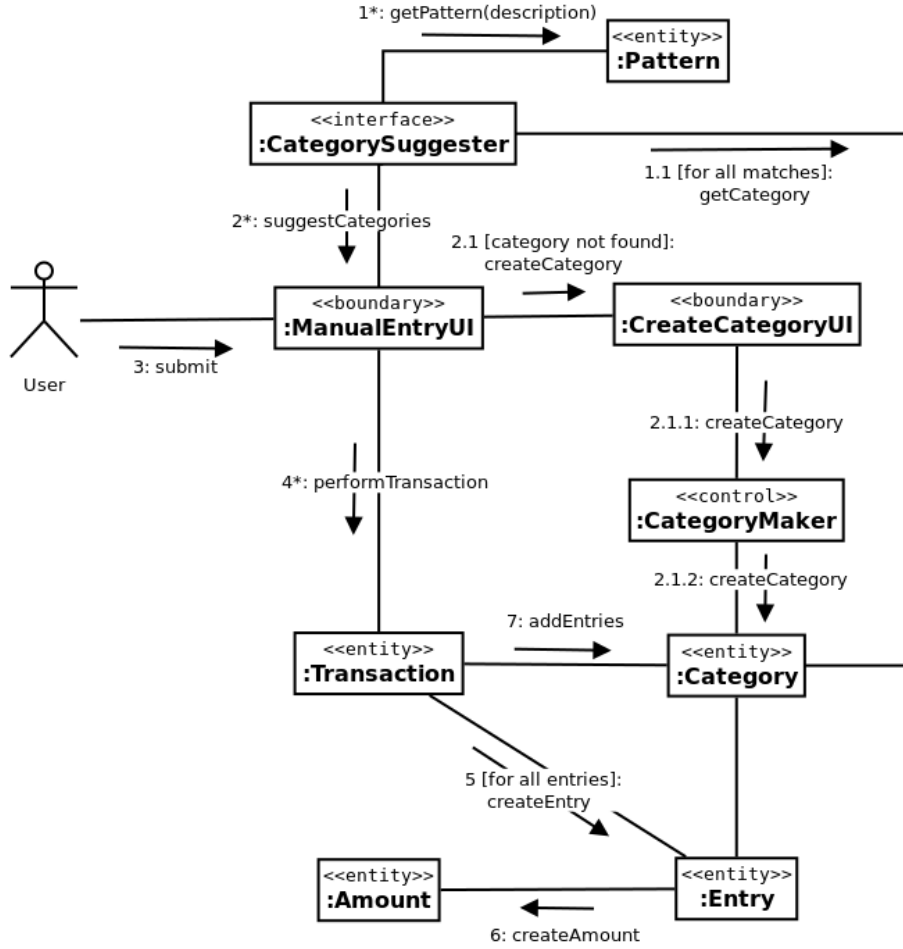 1*: getPattern(description)
<<entity>>
:Pattern
<<interface>>
:CategorySuggester
1.1 [for all matches]:
getCategory
2*: suggestCategories
2.1 [category not found]:
createCategory
<<boundary>>
:ManualEntryUI
<<boundary>>
:CreateCategoryUI
3: submit
User
2.1.1: createCategory
4*: performTransaction
<<control>>
:CategoryMaker
2.1.2: createCategory
7: addEntries
<<entity>>
:Transaction
<<entity>>
:Category
5 [for all entries]:
createEntry
<<entity>>
:Amount
<<entity>>
:Entry
6: createAmount